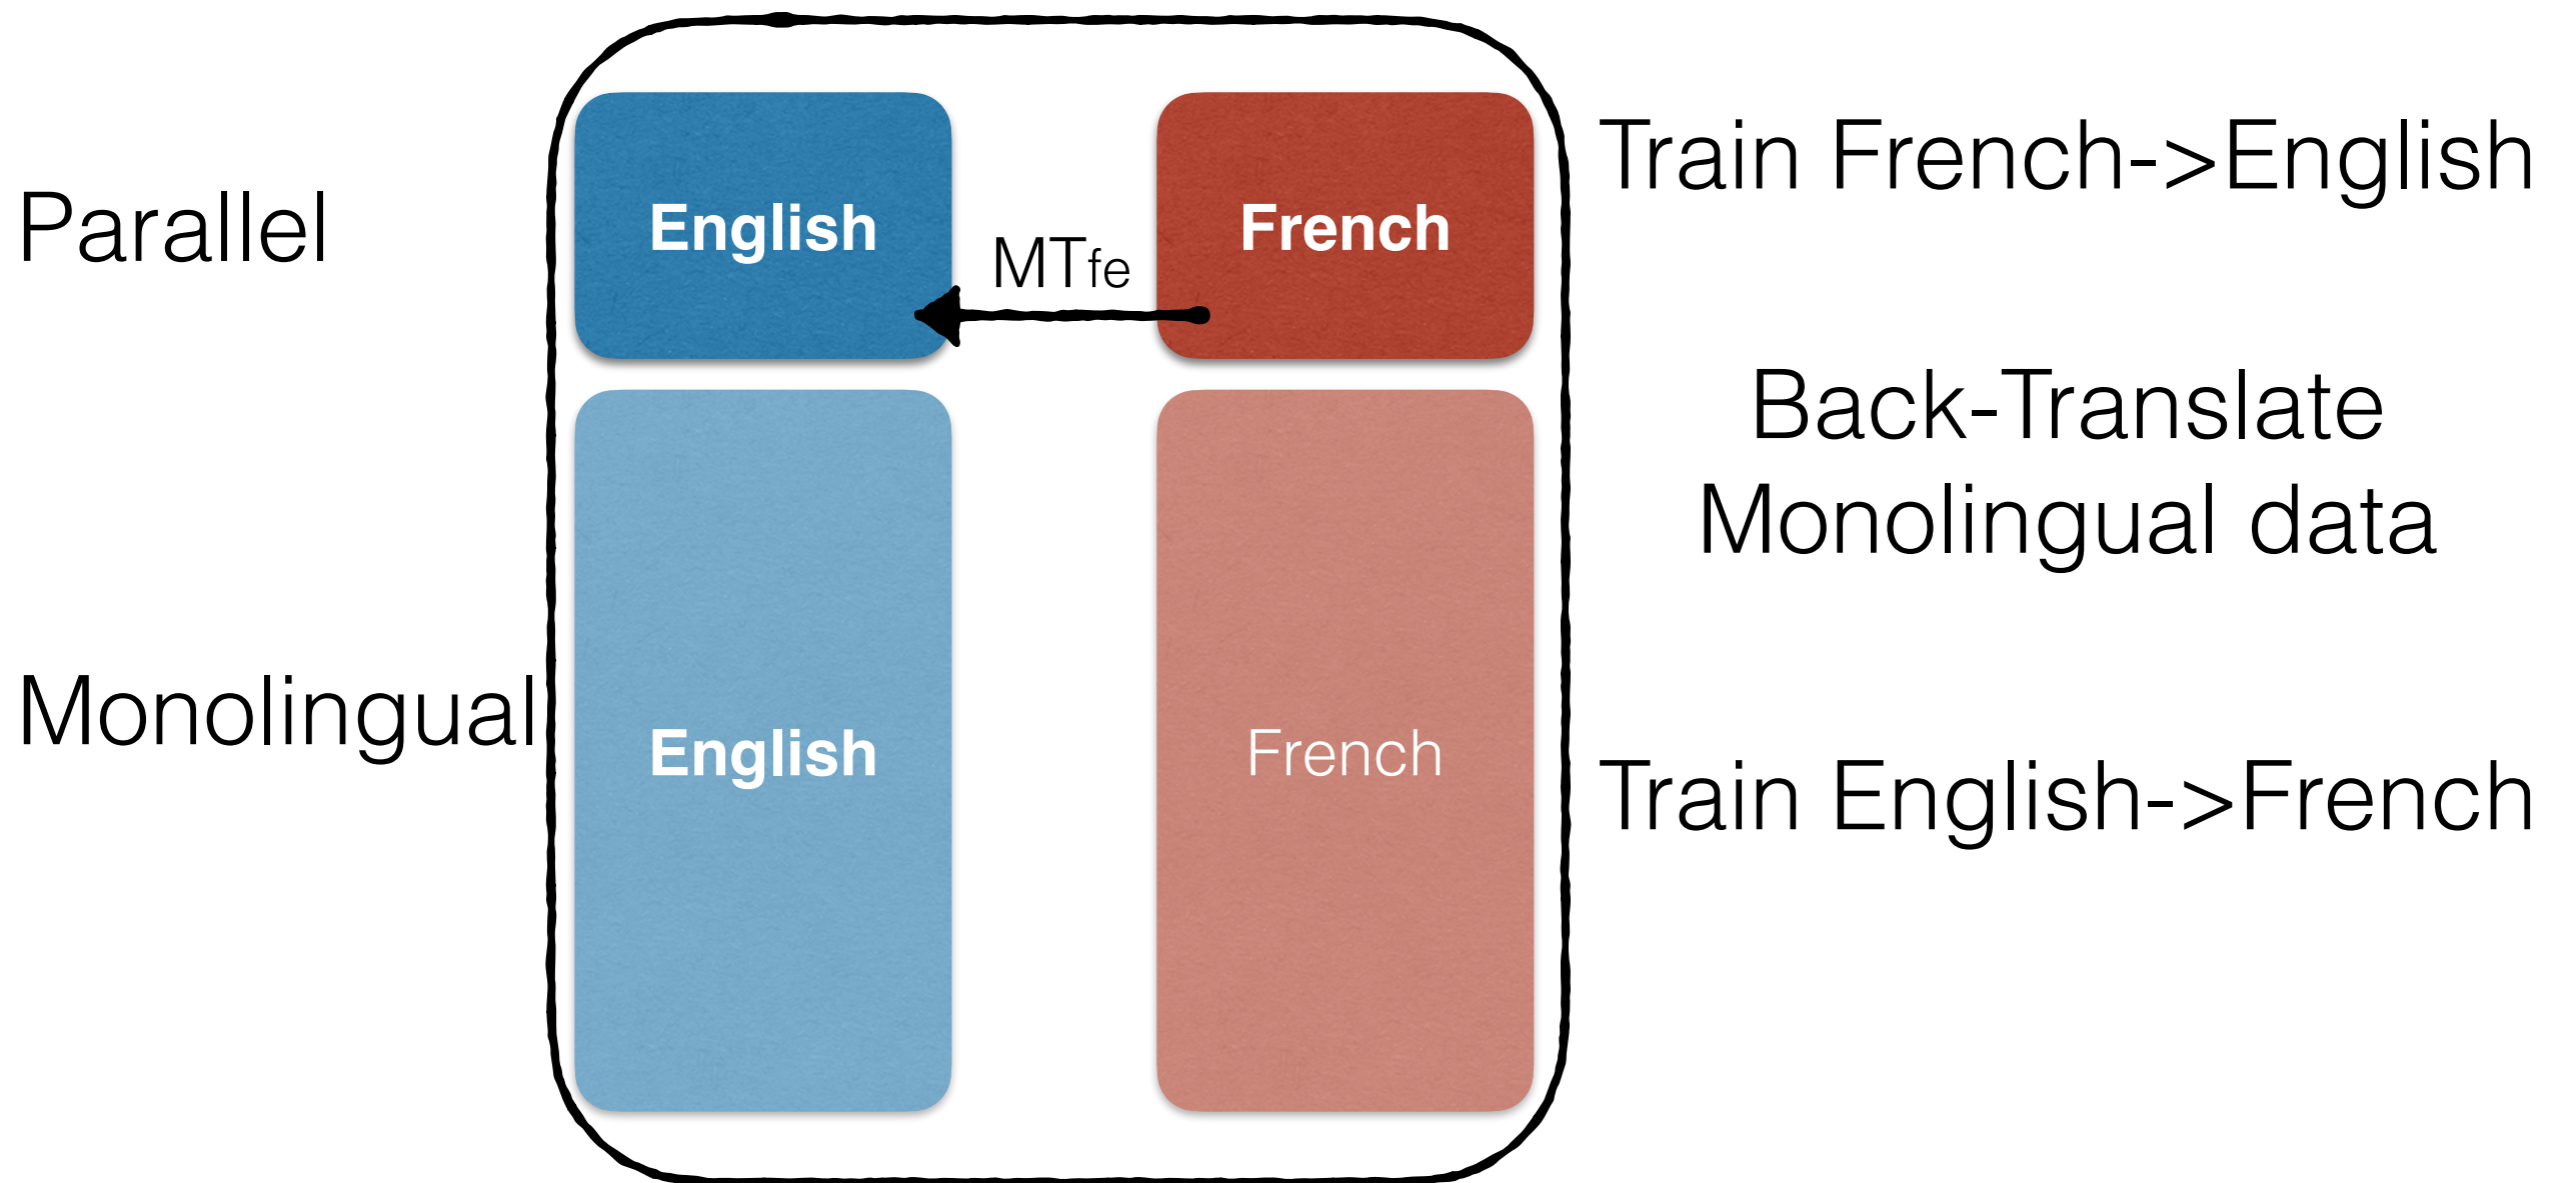 Parallel
English
MTfe
French
Train French->English
Back-Translate
Monolingual data
Monolingual
English
French
Train English->French